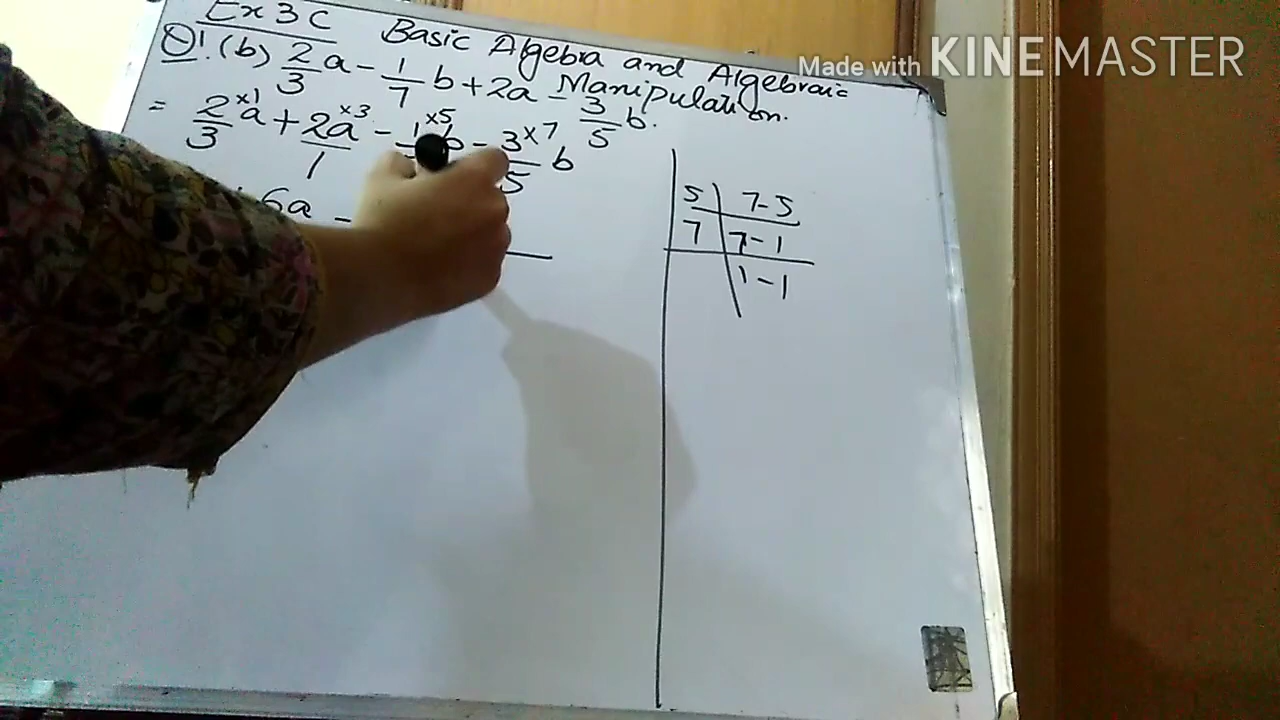 Ex 3C Basic Algebra and Algebraic Manipulation.
Made with KINEMASTER
Q1. (b) 2/3 a - 1/7 b + 2a - 3/5 b.
= 2/3 ×1 a + 2a/1 ×3 - 1 ×5 b - 3/5 ×7 b
6a -
5 | 7-5
7 | 7-1
| 1-1